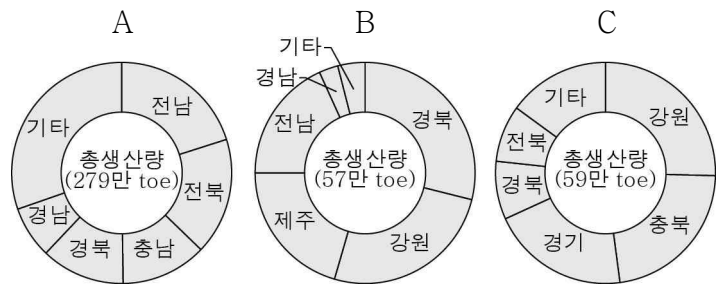 A
전남
전북
충남
경북
경남
기타
총생산량
(279만 toe)
B
기타
경남
경북
강원
제주
전남
총생산량
(57만 toe)
C
강원
충북
경기
경북
전북
기타
총생산량
(59만 toe)